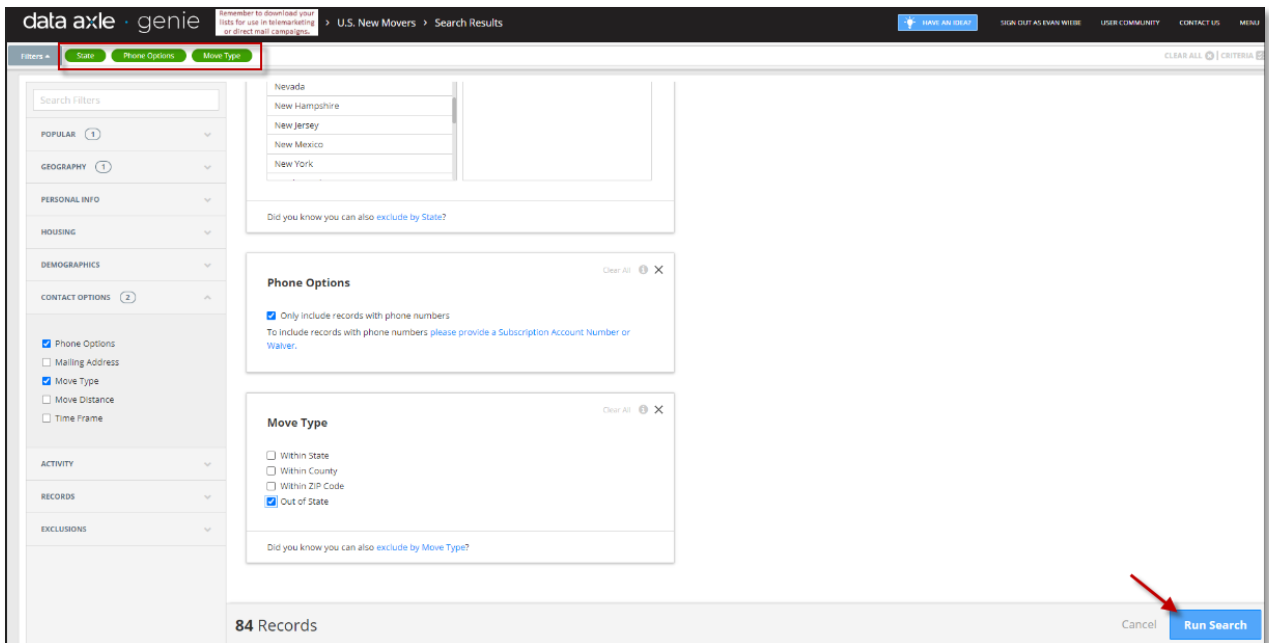 data axle · genie
Remember to download your
lists for use in telemarketing
or direct mail campaigns.
> U.S. New Movers > Search Results
HAVE AN IDEA?
SIGN OUT AS EVAN WIEBE
USER COMMUNITY
CONTACT US
MENU
Filters
State
Phone Options
Move Type
CLEAR ALL | CRITERIA
Search Filters
POPULAR 1
GEOGRAPHY 1
PERSONAL INFO
HOUSING
DEMOGRAPHICS
CONTACT OPTIONS 2
Phone Options
Mailing Address
Move Type
Move Distance
Time Frame
ACTIVITY
RECORDS
EXCLUSIONS
Nevada
New Hampshire
New Jersey
New Mexico
New York
Did you know you can also exclude by State?
Clear All
Phone Options
Only include records with phone numbers
To include records with phone numbers please provide a Subscription Account Number or
Waiver.
Clear All
Move Type
Within State
Within County
Within ZIP Code
Out of State
Did you know you can also exclude by Move Type?
84 Records
Cancel
Run Search